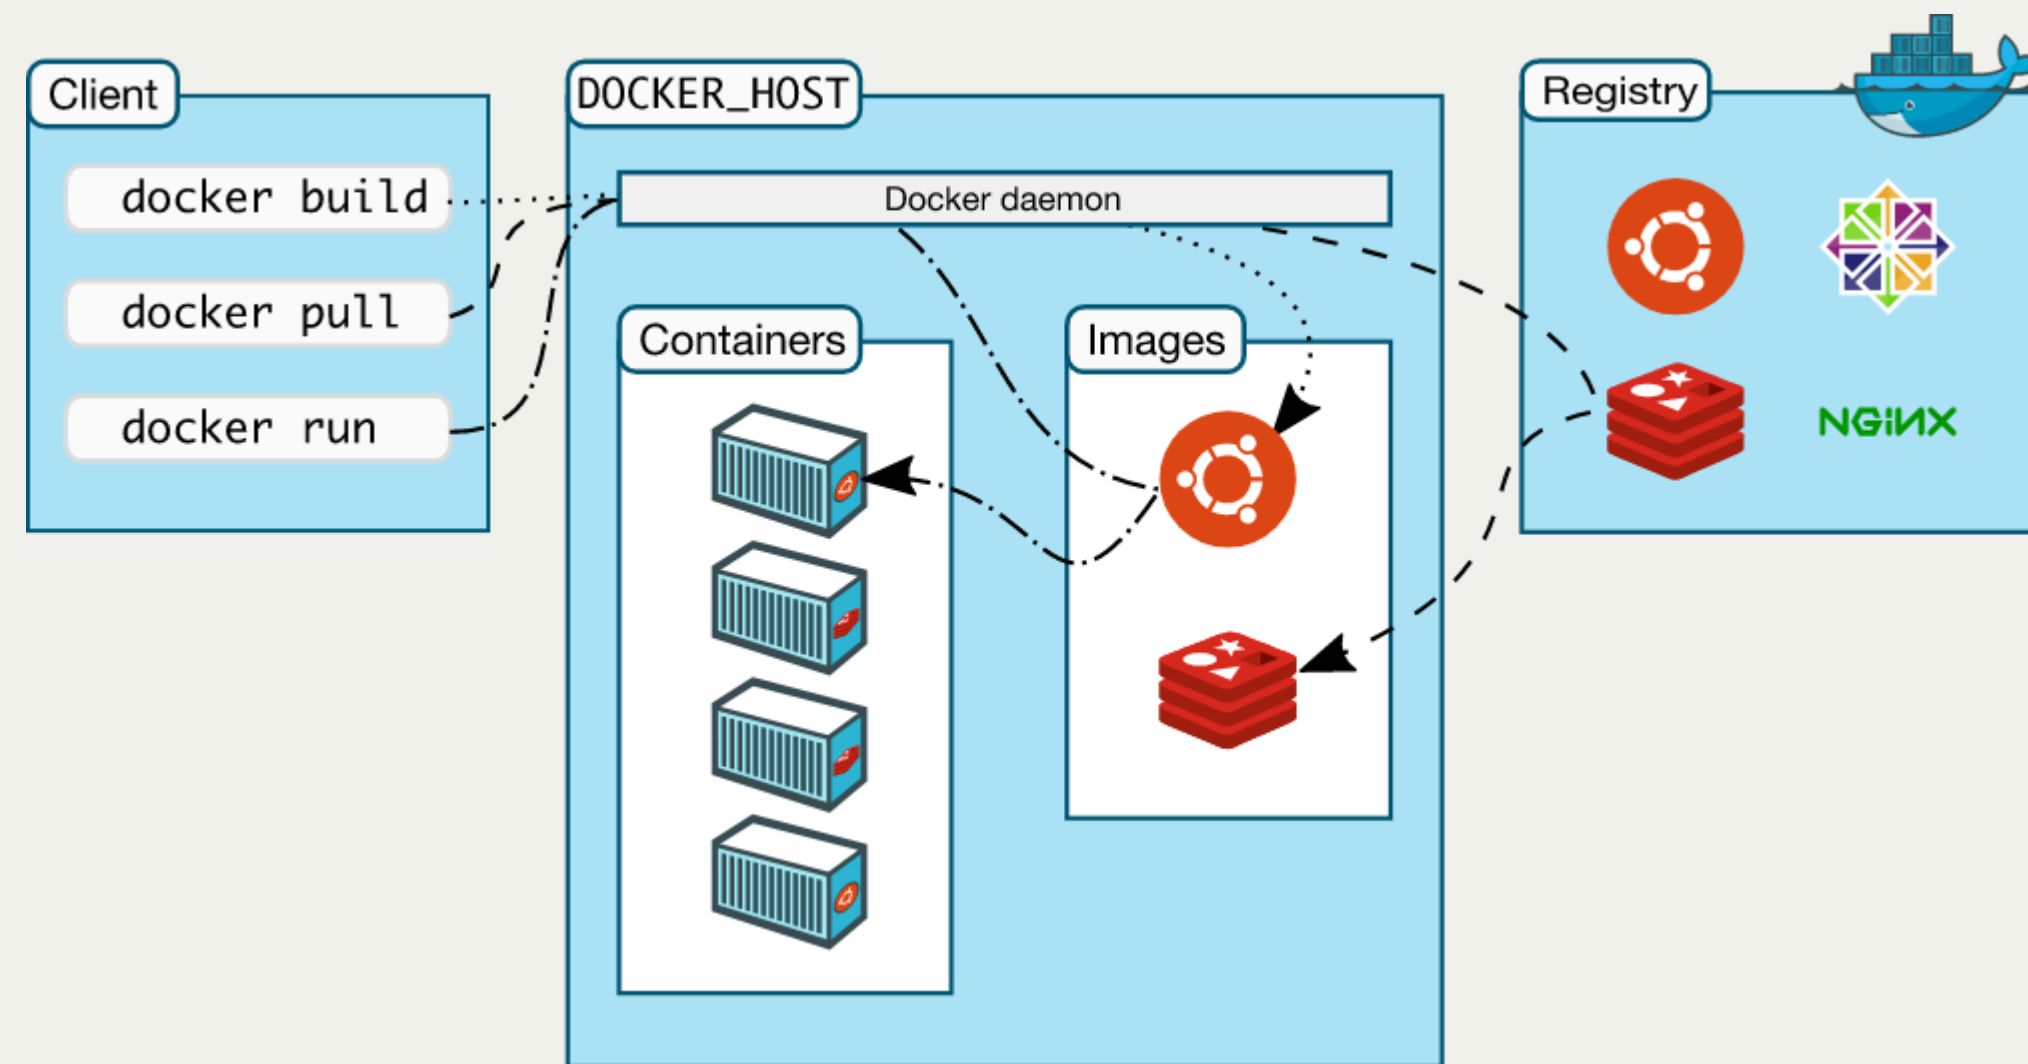 Client
docker build
docker pull
docker run
DOCKER_HOST
Docker daemon
Containers
Images
Registry
NGiNX